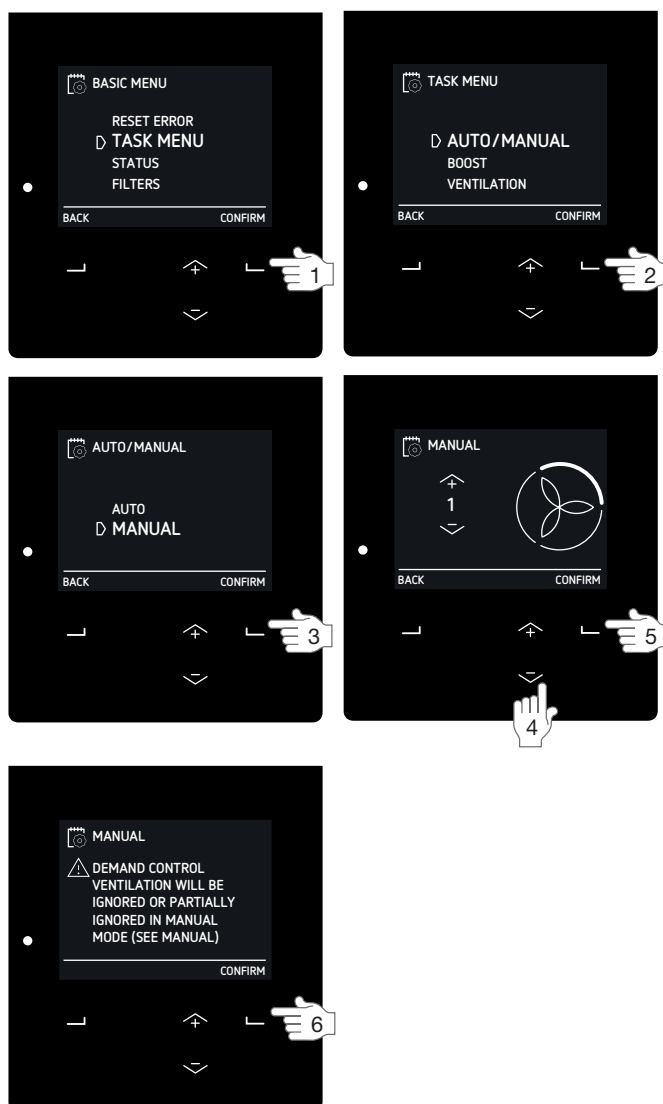 BASIC MENU
RESET ERROR
TASK MENU
STATUS
FILTERS
BACK CONFIRM
1
TASK MENU
AUTO/MANUAL
BOOST
VENTILATION
BACK CONFIRM
2
AUTO/MANUAL
AUTO
MANUAL
BACK CONFIRM
3
MANUAL
1
BACK CONFIRM
5
4
MANUAL
DEMAND CONTROL
VENTILATION WILL BE
IGNORED OR PARTIALLY
IGNORED IN MANUAL
MODE (SEE MANUAL)
CONFIRM
6